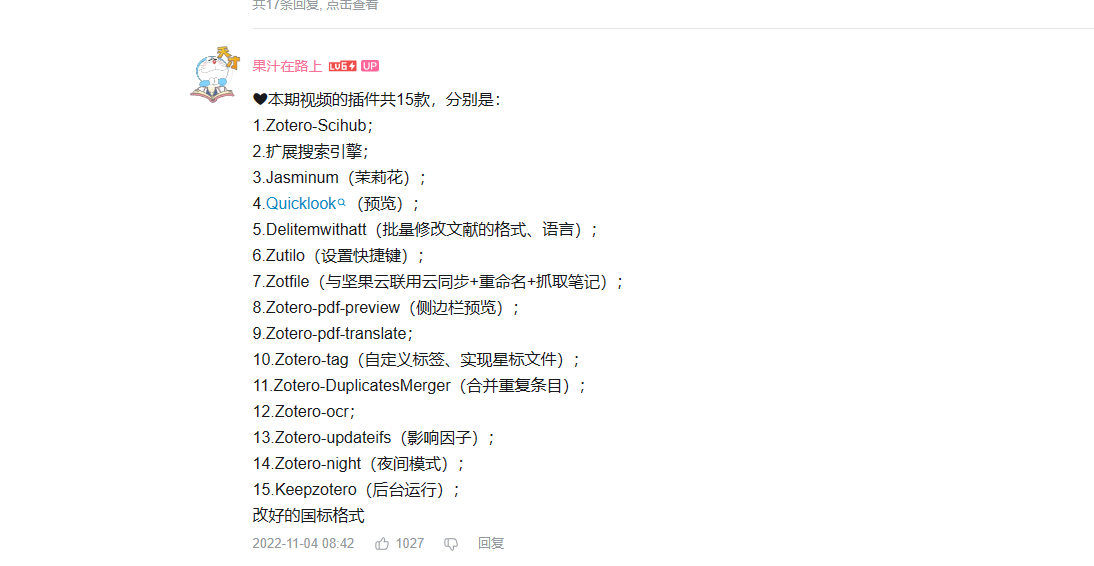 共17条回复, 点击查看
天才
果汁在路上 LV6 UP
❤本期视频的插件共15款，分别是：
1.Zotero-Scihub；
2.扩展搜索引擎；
3.Jasminum（茉莉花）；
4.Quicklook（预览）；
5.Delitemwithatt（批量修改文献的格式、语言）；
6.Zutilo（设置快捷键）；
7.Zotfile（与坚果云联用云同步+重命名+抓取笔记）；
8.Zotero-pdf-preview（侧边栏预览）；
9.Zotero-pdf-translate；
10.Zotero-tag（自定义标签、实现星标文件）；
11.Zotero-DuplicatesMerger（合并重复条目）；
12.Zotero-ocr；
13.Zotero-updateifs（影响因子）；
14.Zotero-night（夜间模式）；
15.Keepzotero（后台运行）；
改好的国标格式
2022-11-04 08:42 1027 回复